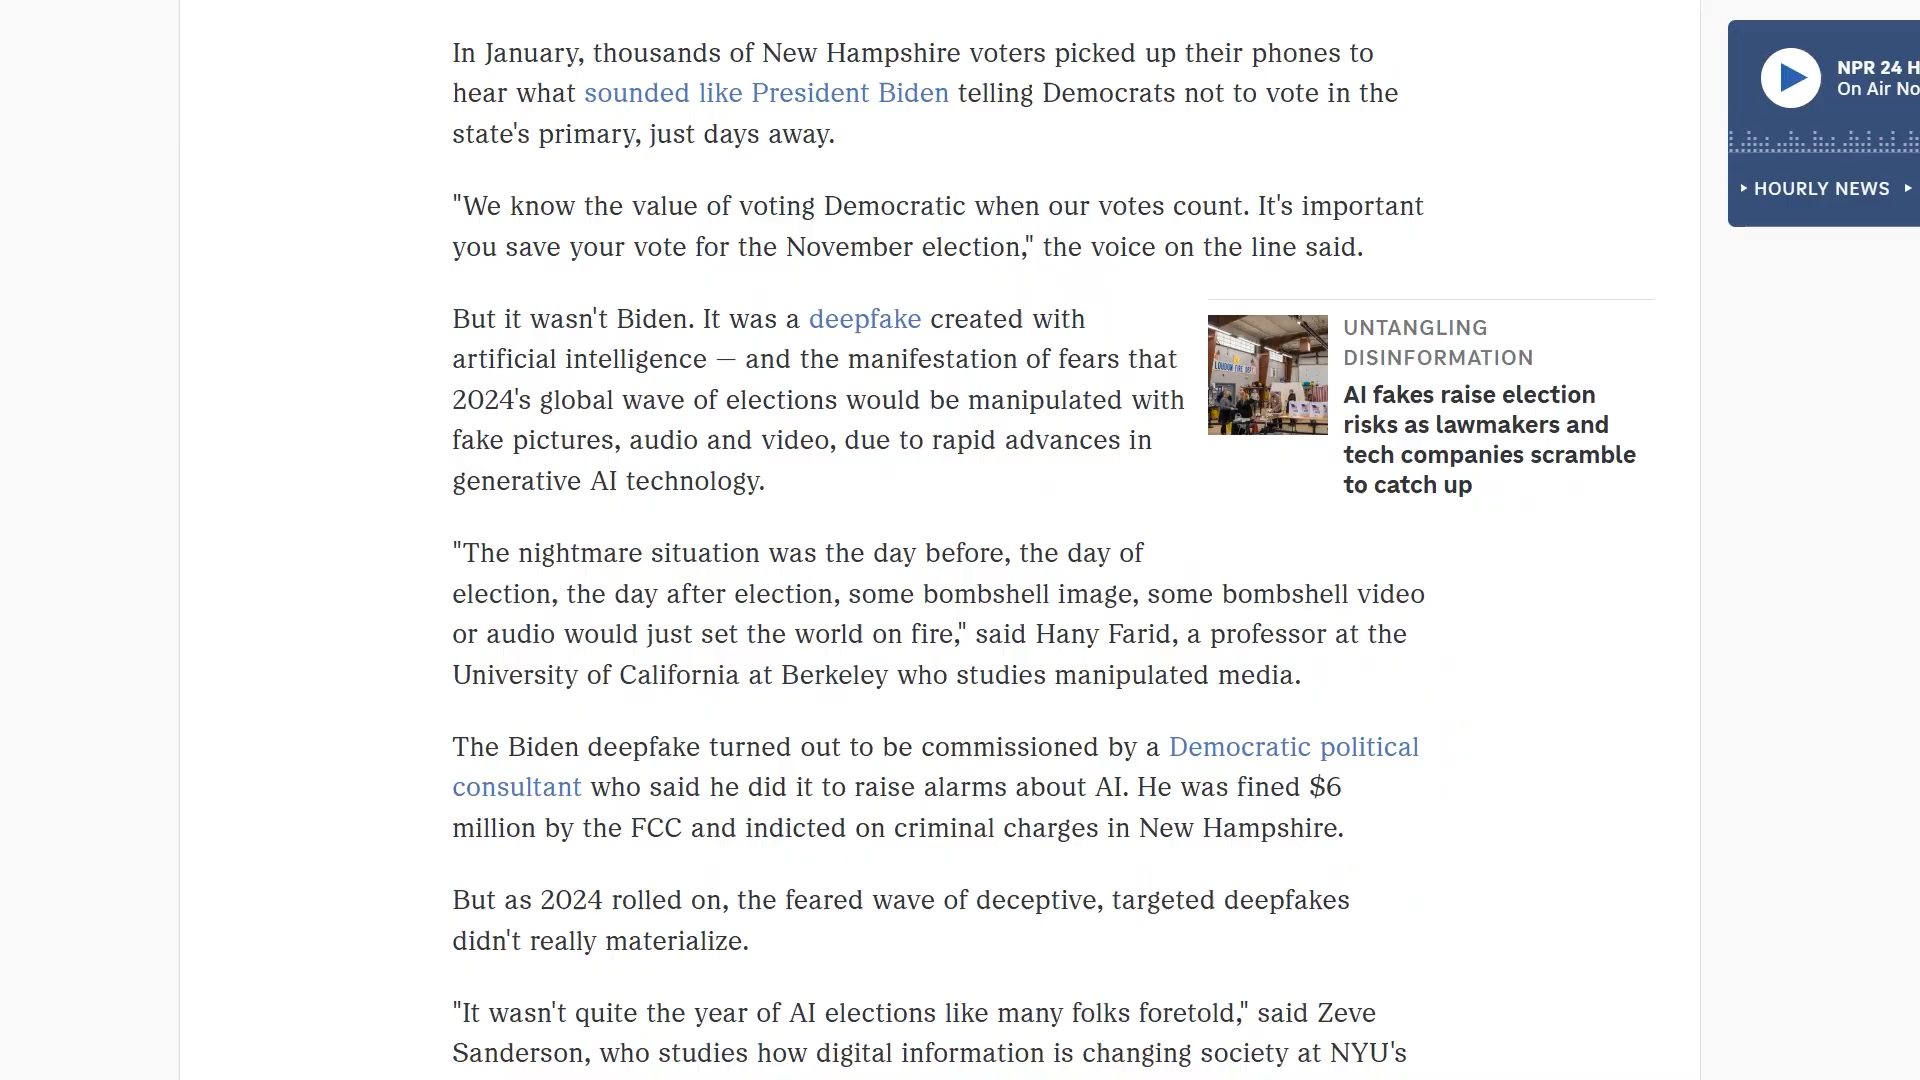 In January, thousands of New Hampshire voters picked up their phones to
hear what sounded like President Biden telling Democrats not to vote in the
state's primary, just days away.
"We know the value of voting Democratic when our votes count. It's important
you save your vote for the November election," the voice on the line said.
But it wasn't Biden. It was a deepfake created with
artificial intelligence — and the manifestation of fears that
2024's global wave of elections would be manipulated with
fake pictures, audio and video, due to rapid advances in
generative AI technology.
UNTANGLING
DISINFORMATION
AI fakes raise election
risks as lawmakers and
tech companies scramble
to catch up
"The nightmare situation was the day before, the day of
election, the day after election, some bombshell image, some bombshell video
or audio would just set the world on fire," said Hany Farid, a professor at the
University of California at Berkeley who studies manipulated media.
The Biden deepfake turned out to be commissioned by a Democratic political
consultant who said he did it to raise alarms about AI. He was fined $6
million by the FCC and indicted on criminal charges in New Hampshire.
But as 2024 rolled on, the feared wave of deceptive, targeted deepfakes
didn't really materialize.
"It wasn't quite the year of AI elections like many folks foretold," said Zeve
Sanderson, who studies how digital information is changing society at NYU's
NPR 24 H
On Air No
HOURLY NEWS